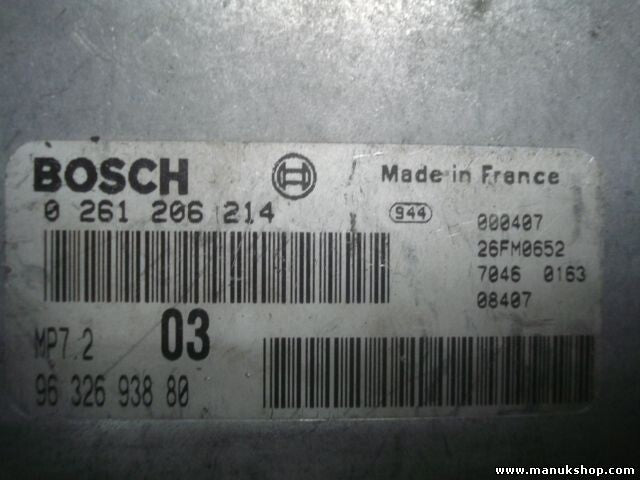 BOSCH
Made in France
0 261 206 214
944
000407
26FM0652
7046 0163
08407
MP7.2
03
96 326 938 80
www.manukshop.com